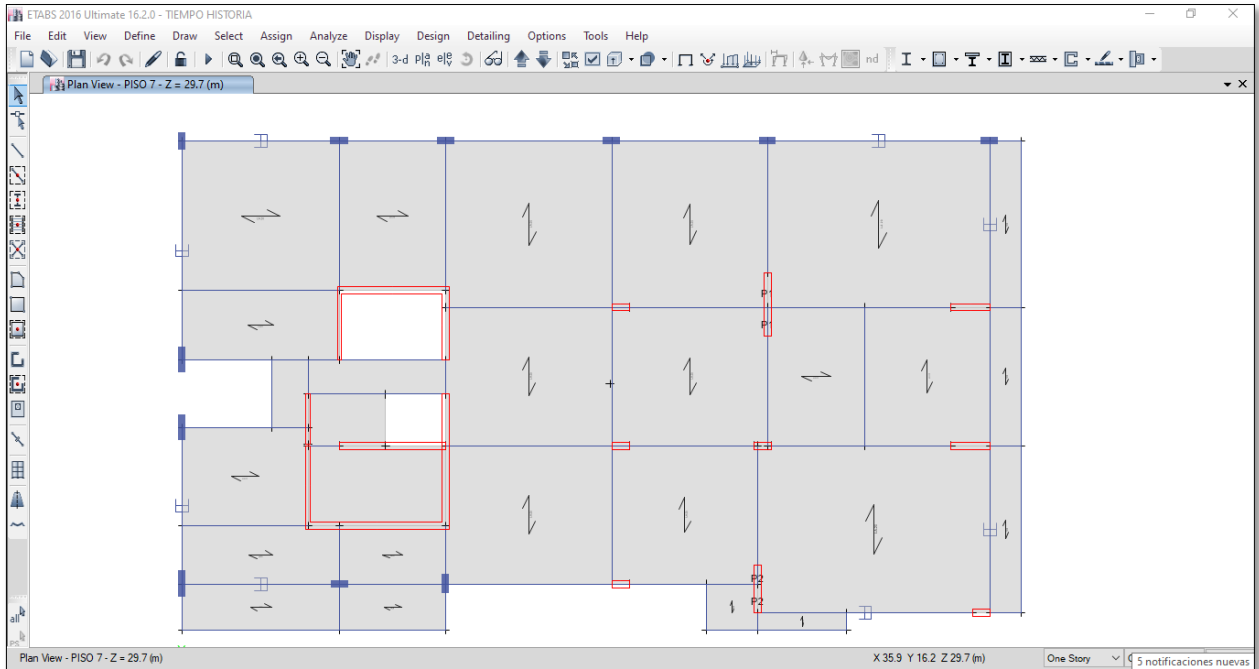 ETABS 2016 Ultimate 16.2.0 - TIEMPO HISTORIA
File Edit View Define Draw Select Assign Analyze Display Design Detailing Options Tools Help
3-d
nd
Plan View - PISO 7 - Z = 29.7 (m)
P1
P1
P2
P2
all
ps
Plan View - PISO 7 - Z = 29.7 (m)
X 35.9 Y 16.2 Z 29.7 (m)
One Story
5 notificaciones nuevas